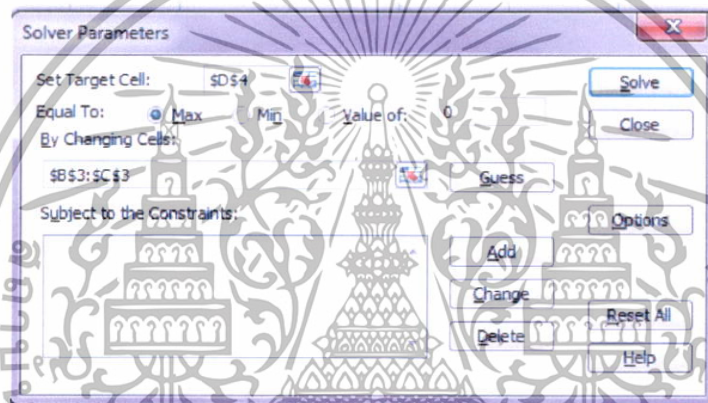 Solver Parameters
Set Target Cell: $D$4
Solve
Equal To: Max Min Value of: 0
Close
By Changing Cells:
$B$3:$C$3
Guess
Subject to the Constraints:
Options
Add
Change
Reset All
Delete
Help